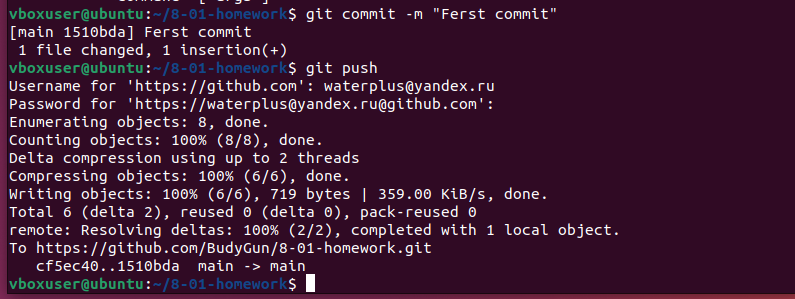 vboxuser@ubuntu:~/8-01-homework$ git commit -m "Ferst commit"
[main 1510bda] Ferst commit
 1 file changed, 1 insertion(+)
vboxuser@ubuntu:~/8-01-homework$ git push
Username for 'https://github.com': waterplus@yandex.ru
Password for 'https://waterplus@yandex.ru@github.com':
Enumerating objects: 8, done.
Counting objects: 100% (8/8), done.
Delta compression using up to 2 threads
Compressing objects: 100% (6/6), done.
Writing objects: 100% (6/6), 719 bytes | 359.00 KiB/s, done.
Total 6 (delta 2), reused 0 (delta 0), pack-reused 0
remote: Resolving deltas: 100% (2/2), completed with 1 local object.
To https://github.com/BudyGun/8-01-homework.git
   cf5ec40..1510bda  main -> main
vboxuser@ubuntu:~/8-01-homework$